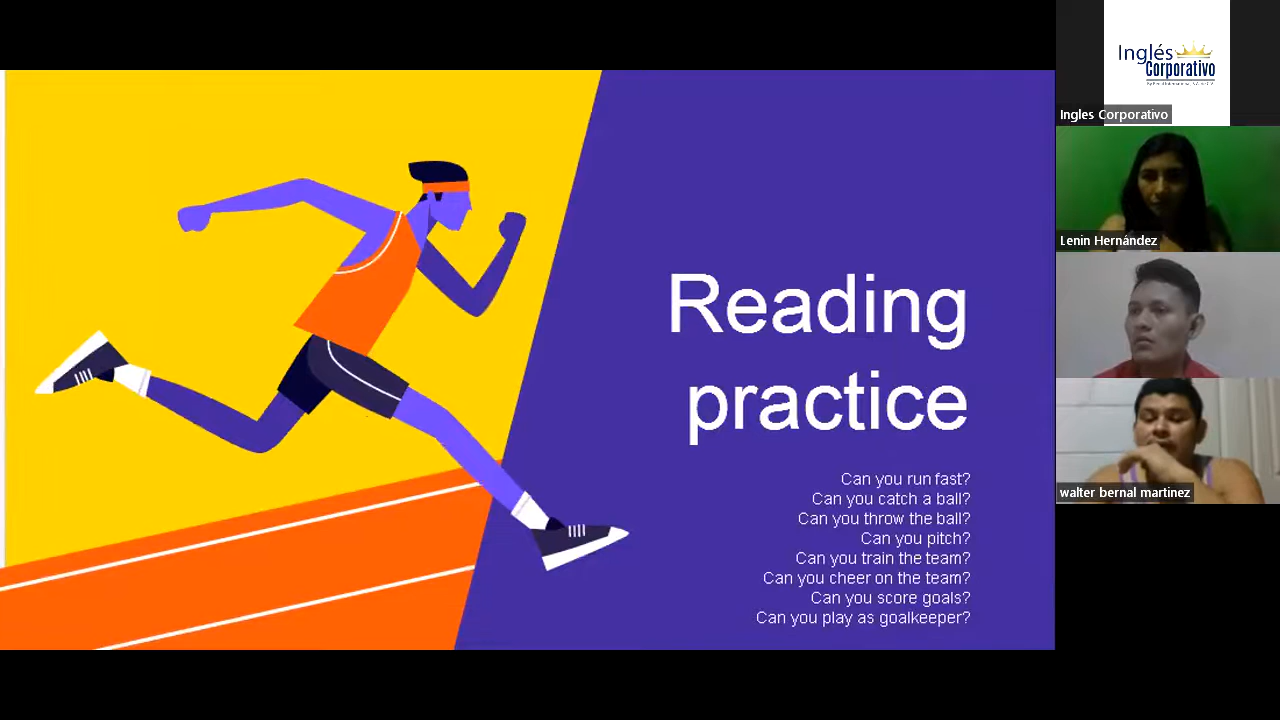 Reading
practice
Can you run fast?
Can you catch a ball?
Can you throw the ball?
Can you pitch?
Can you train the team?
Can you cheer on the team?
Can you score goals?
Can you play as goalkeeper?
Inglés
Corporativo
Ingles Corporativo
Lenin Hernández
walter bernal martinez